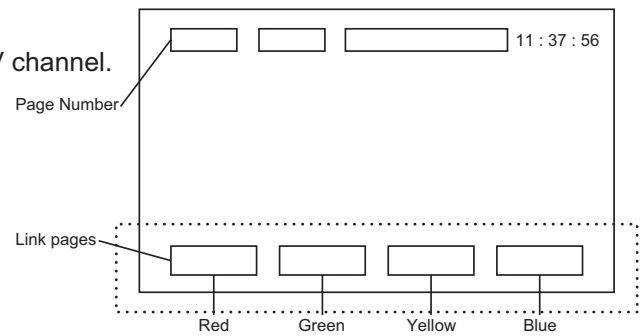 11 : 37 : 56
channel.
Page Number
Link pages
Red Green Yellow Blue